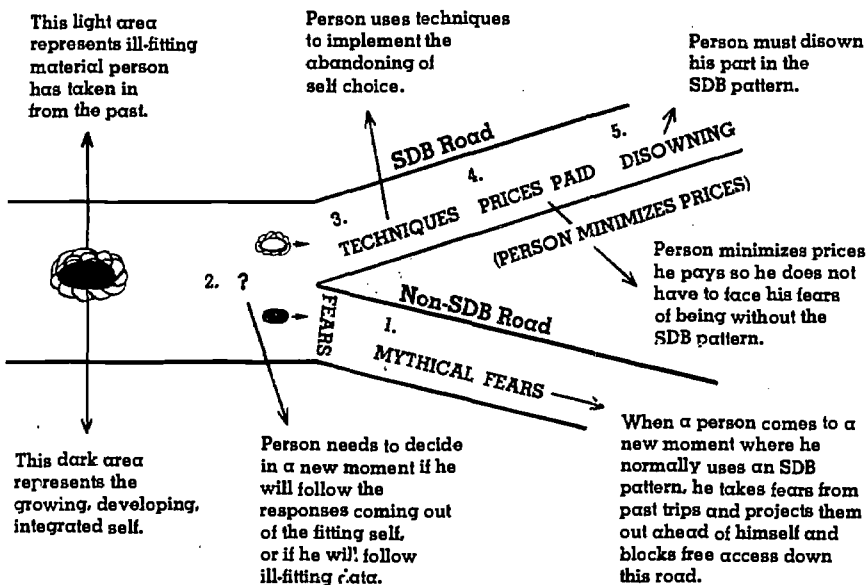 This light area
represents ill-fitting
material person
has taken in
from the past.
Person uses techniques
to implement the
abandoning of
self choice.
Person must disown
his part in the
SDB pattern.
SDB Road
3.
TECHNIQUES
4.
PRICES PAID
5.
DISOWNING
(PERSON MINIMIZES PRICES)
Person minimizes prices
he pays so he does not
have to face his fears
of being without the
SDB pattern.
2. ?
FEARS
Non-SDB Road
1.
MYTHICAL FEARS
This dark area
represents the
growing, developing,
integrated self.
Person needs to decide
in a new moment if he
will follow the
responses coming out
of the fitting self,
or if he will follow
ill-fitting data.
When a person comes to a
new moment where he
normally uses an SDB
pattern, he takes fears from
past trips and projects them
out ahead of himself and
blocks free access down
this road.